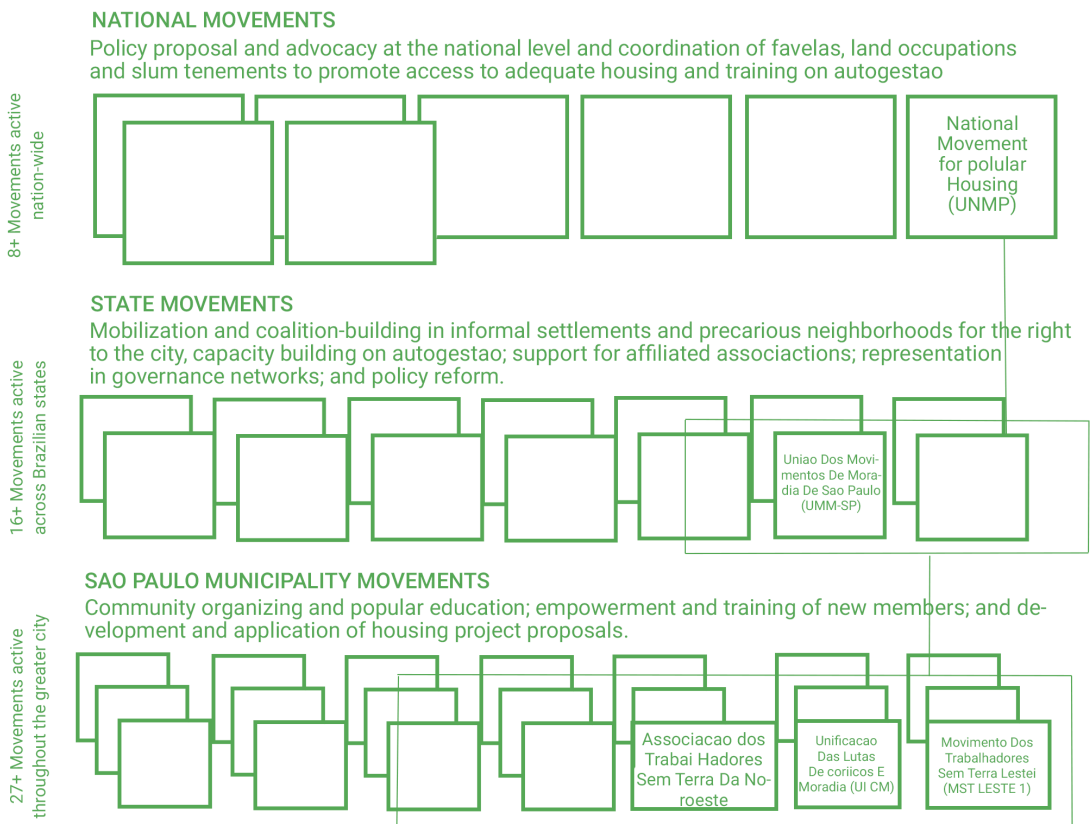 NATIONAL MOVEMENTS
Policy proposal and advocacy at the national level and coordination of favelas, land occupations
and slum tenements to promote access to adequate housing and training on autogestao
8+ Movements active
nation-wide
National
Movement
for polular
Housing
(UNMP)
STATE MOVEMENTS
Mobilization and coalition-building in informal settlements and precarious neighborhoods for the right
to the city, capacity building on autogestao; support for affiliated associactions; representation
in governance networks; and policy reform.
16+ Movements active
across Brazilian states
Uniao Dos Movi-
mentos De Mora-
dia De Sao Paulo
(UMM-SP)
SAO PAULO MUNICIPALITY MOVEMENTS
Community organizing and popular education; empowerment and training of new members; and de-
velopment and application of housing project proposals.
27+ Movements active
throughout the greater city
Associacao dos
Trabai Hadores
Sem Terra Da No-
roeste
Unificacao
Das Lutas
De coriicos E
Moradia (UI CM)
Movimento Dos
Trabalhadores
Sem Terra Lestei
(MST LESTE 1)